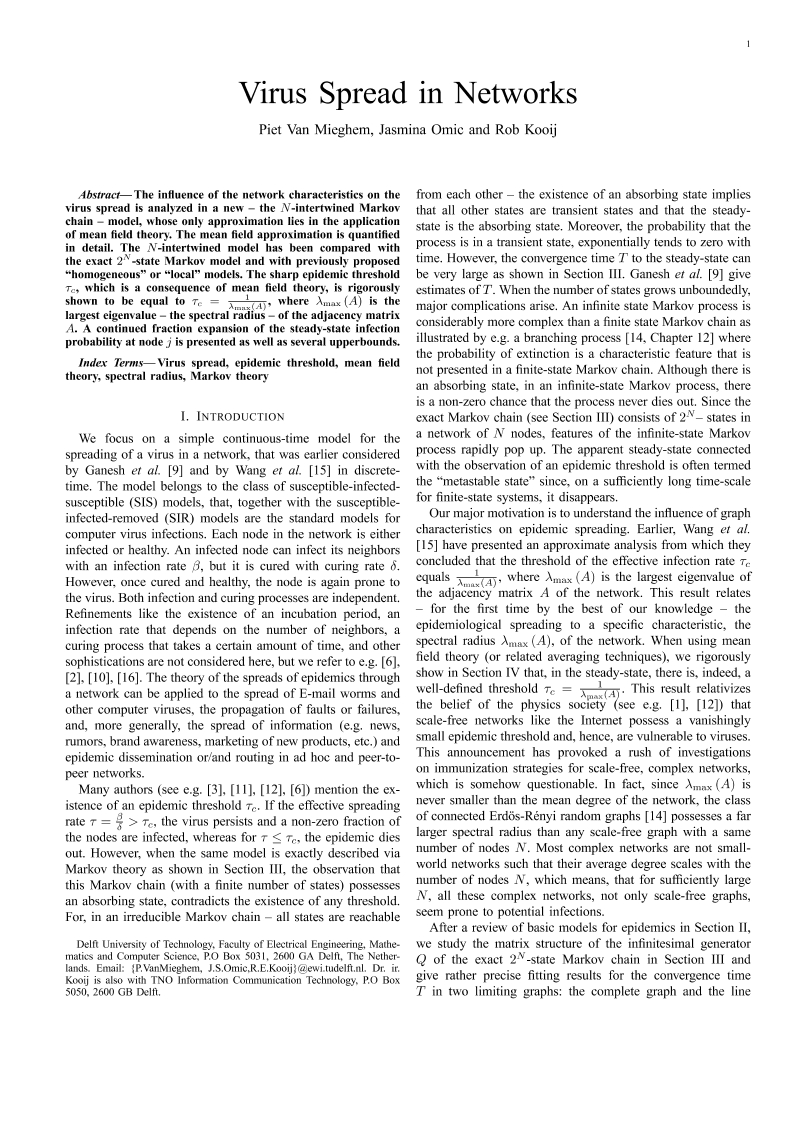 1
Virus Spread in Networks
Piet Van Mieghem, Jasmina Omic and Rob Kooij
Abstract—The influence of the network characteristics on the
virus spread is analyzed in a new – the N-intertwined Markov
chain – model, whose only approximation lies in the application
of mean field theory. The mean field approximation is quantified
in detail. The N-intertwined model has been compared with
the exact 2^N-state Markov model and with previously proposed
“homogeneous” or “local” models. The sharp epidemic threshold
τ_c, which is a consequence of mean field theory, is rigorously
shown to be equal to τ_c = 1/λ_max(A), where λ_max (A) is the
largest eigenvalue – the spectral radius – of the adjacency matrix
A. A continued fraction expansion of the steady-state infection
probability at node j is presented as well as several upperbounds.
Index Terms—Virus spread, epidemic threshold, mean field
theory, spectral radius, Markov theory
I. INTRODUCTION
We focus on a simple continuous-time model for the
spreading of a virus in a network, that was earlier considered
by Ganesh et al. [9] and by Wang et al. [15] in discrete-
time. The model belongs to the class of susceptible-infected-
susceptible (SIS) models, that, together with the susceptible-
infected-removed (SIR) models are the standard models for
computer virus infections. Each node in the network is either
infected or healthy. An infected node can infect its neighbors
with an infection rate β, but it is cured with curing rate δ.
However, once cured and healthy, the node is again prone to
the virus. Both infection and curing processes are independent.
Refinements like the existence of an incubation period, an
infection rate that depends on the number of neighbors, a
curing process that takes a certain amount of time, and other
sophistications are not considered here, but we refer to e.g. [6],
[2], [10], [16]. The theory of the spreads of epidemics through
a network can be applied to the spread of E-mail worms and
other computer viruses, the propagation of faults or failures,
and, more generally, the spread of information (e.g. news,
rumors, brand awareness, marketing of new products, etc.) and
epidemic dissemination or/and routing in ad hoc and peer-to-
peer networks.
Many authors (see e.g. [3], [11], [12], [6]) mention the ex-
istence of an epidemic threshold τ_c. If the effective spreading
rate τ = β/δ > τ_c, the virus persists and a non-zero fraction of
the nodes are infected, whereas for τ ≤ τ_c, the epidemic dies
out. However, when the same model is exactly described via
Markov theory as shown in Section III, the observation that
this Markov chain (with a finite number of states) possesses
an absorbing state, contradicts the existence of any threshold.
For, in an irreducible Markov chain – all states are reachable
Delft University of Technology, Faculty of Electrical Engineering, Mathe-
matics and Computer Science, P.O Box 5031, 2600 GA Delft, The Nether-
lands. Email: {P.VanMieghem, J.S.Omic,R.E.Kooij}@ewi.tudelft.nl. Dr. ir.
Kooij is also with TNO Information Communication Technology, P.O Box
5050, 2600 GB Delft.
from each other – the existence of an absorbing state implies
that all other states are transient states and that the steady-
state is the absorbing state. Moreover, the probability that the
process is in a transient state, exponentially tends to zero with
time. However, the convergence time T to the steady-state can
be very large as shown in Section III. Ganesh et al. [9] give
estimates of T. When the number of states grows unboundedly,
major complications arise. An infinite state Markov process is
considerably more complex than a finite state Markov chain as
illustrated by e.g. a branching process [14, Chapter 12] where
the probability of extinction is a characteristic feature that is
not presented in a finite-state Markov chain. Although there is
an absorbing state, in an infinite-state Markov process, there
is a non-zero chance that the process never dies out. Since the
exact Markov chain (see Section III) consists of 2^N– states in
a network of N nodes, features of the infinite-state Markov
process rapidly pop up. The apparent steady-state connected
with the observation of an epidemic threshold is often termed
the “metastable state” since, on a sufficiently long time-scale
for finite-state systems, it disappears.
Our major motivation is to understand the influence of graph
characteristics on epidemic spreading. Earlier, Wang et al.
[15] have presented an approximate analysis from which they
concluded that the threshold of the effective infection rate τ_c
equals 1/λ_max(A), where λ_max (A) is the largest eigenvalue of
the adjacency matrix A of the network. This result relates
– for the first time by the best of our knowledge – the
epidemiological spreading to a specific characteristic, the
spectral radius λ_max (A), of the network. When using mean
field theory (or related averaging techniques), we rigorously
show in Section IV that, in the steady-state, there is, indeed, a
well-defined threshold τ_c = 1/λ_max(A). This result relativizes
the belief of the physics society (see e.g. [1], [12]) that
scale-free networks like the Internet possess a vanishingly
small epidemic threshold and, hence, are vulnerable to viruses.
This announcement has provoked a rush of investigations
on immunization strategies for scale-free, complex networks,
which is somehow questionable. In fact, since λ_max (A) is
never smaller than the mean degree of the network, the class
of connected Erdös-Rényi random graphs [14] possesses a far
larger spectral radius than any scale-free graph with a same
number of nodes N. Most complex networks are not small-
world networks such that their average degree scales with the
number of nodes N, which means, that for sufficiently large
N, all these complex networks, not only scale-free graphs,
seem prone to potential infections.
After a review of basic models for epidemics in Section II,
we study the matrix structure of the infinitesimal generator
Q of the exact 2^N-state Markov chain in Section III and
give rather precise fitting results for the convergence time
T in two limiting graphs: the complete graph and the line